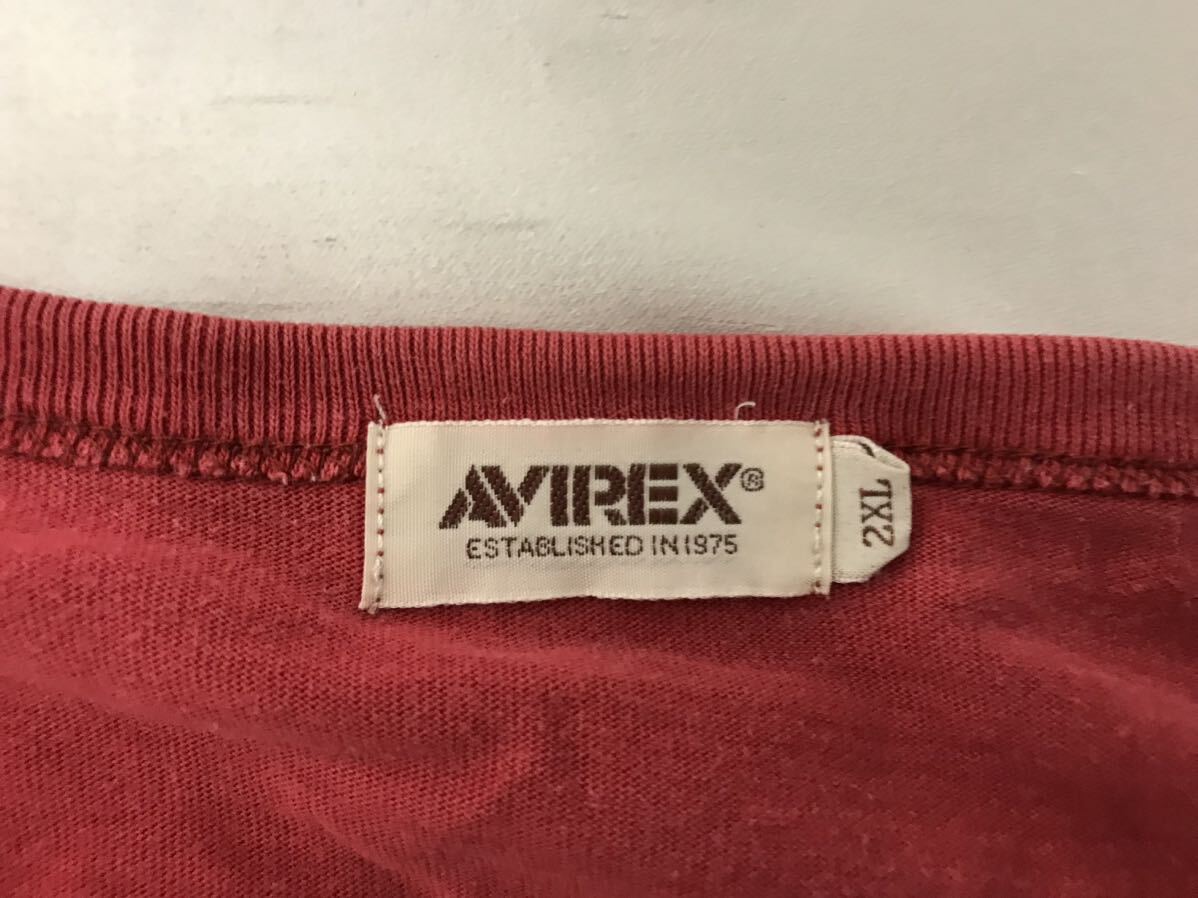 AVIREX®
ESTABLISHED IN 1975
2XL